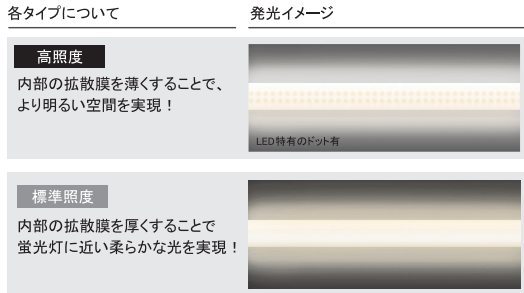 各タイプについて
発光イメージ
高照度
内部の拡散膜を薄くすることで、
より明るい空間を実現！
LED特有のドット有
標準照度
内部の拡散膜を厚くすることで
蛍光灯に近い柔らかな光を実現！